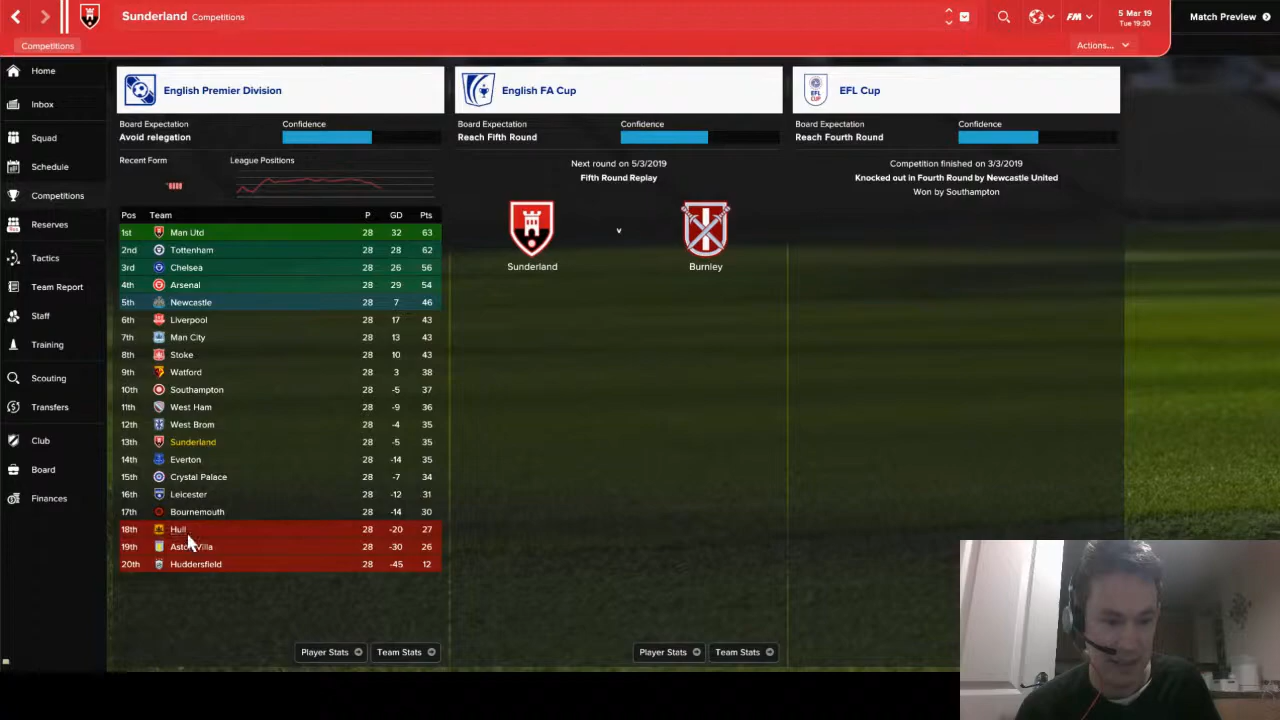 Sunderland Competitions
FM
5 Mar 19
Tue 19:30
Match Preview
Competitions
Actions...
Home
Inbox
Squad
Schedule
Competitions
Reserves
Tactics
Team Report
Staff
Training
Scouting
Transfers
Club
Board
Finances
English Premier Division
Board Expectation Confidence
Avoid relegation
Recent Form League Positions
Pos Team P GD Pts
1st Man Utd 28 32 63
2nd Tottenham 28 28 62
3rd Chelsea 28 26 56
4th Arsenal 28 29 54
5th Newcastle 28 7 46
6th Liverpool 28 17 43
7th Man City 28 13 43
8th Stoke 28 10 43
9th Watford 28 3 38
10th Southampton 28 -5 37
11th West Ham 28 -9 36
12th West Brom 28 -4 35
13th Sunderland 28 -5 35
14th Everton 28 -14 35
15th Crystal Palace 28 -7 34
16th Leicester 28 -12 31
17th Bournemouth 28 -14 30
18th Hull 28 -20 27
19th Aston Villa 28 -30 26
20th Huddersfield 28 -45 12
Player Stats Team Stats
English FA Cup
Board Expectation Confidence
Reach Fifth Round
Next round on 5/3/2019
Fifth Round Replay
v
Sunderland Burnley
Player Stats Team Stats
EFL CUP
EFL Cup
Board Expectation Confidence
Reach Fourth Round
Competition finished on 3/3/2019
Knocked out in Fourth Round by Newcastle United
Won by Southampton